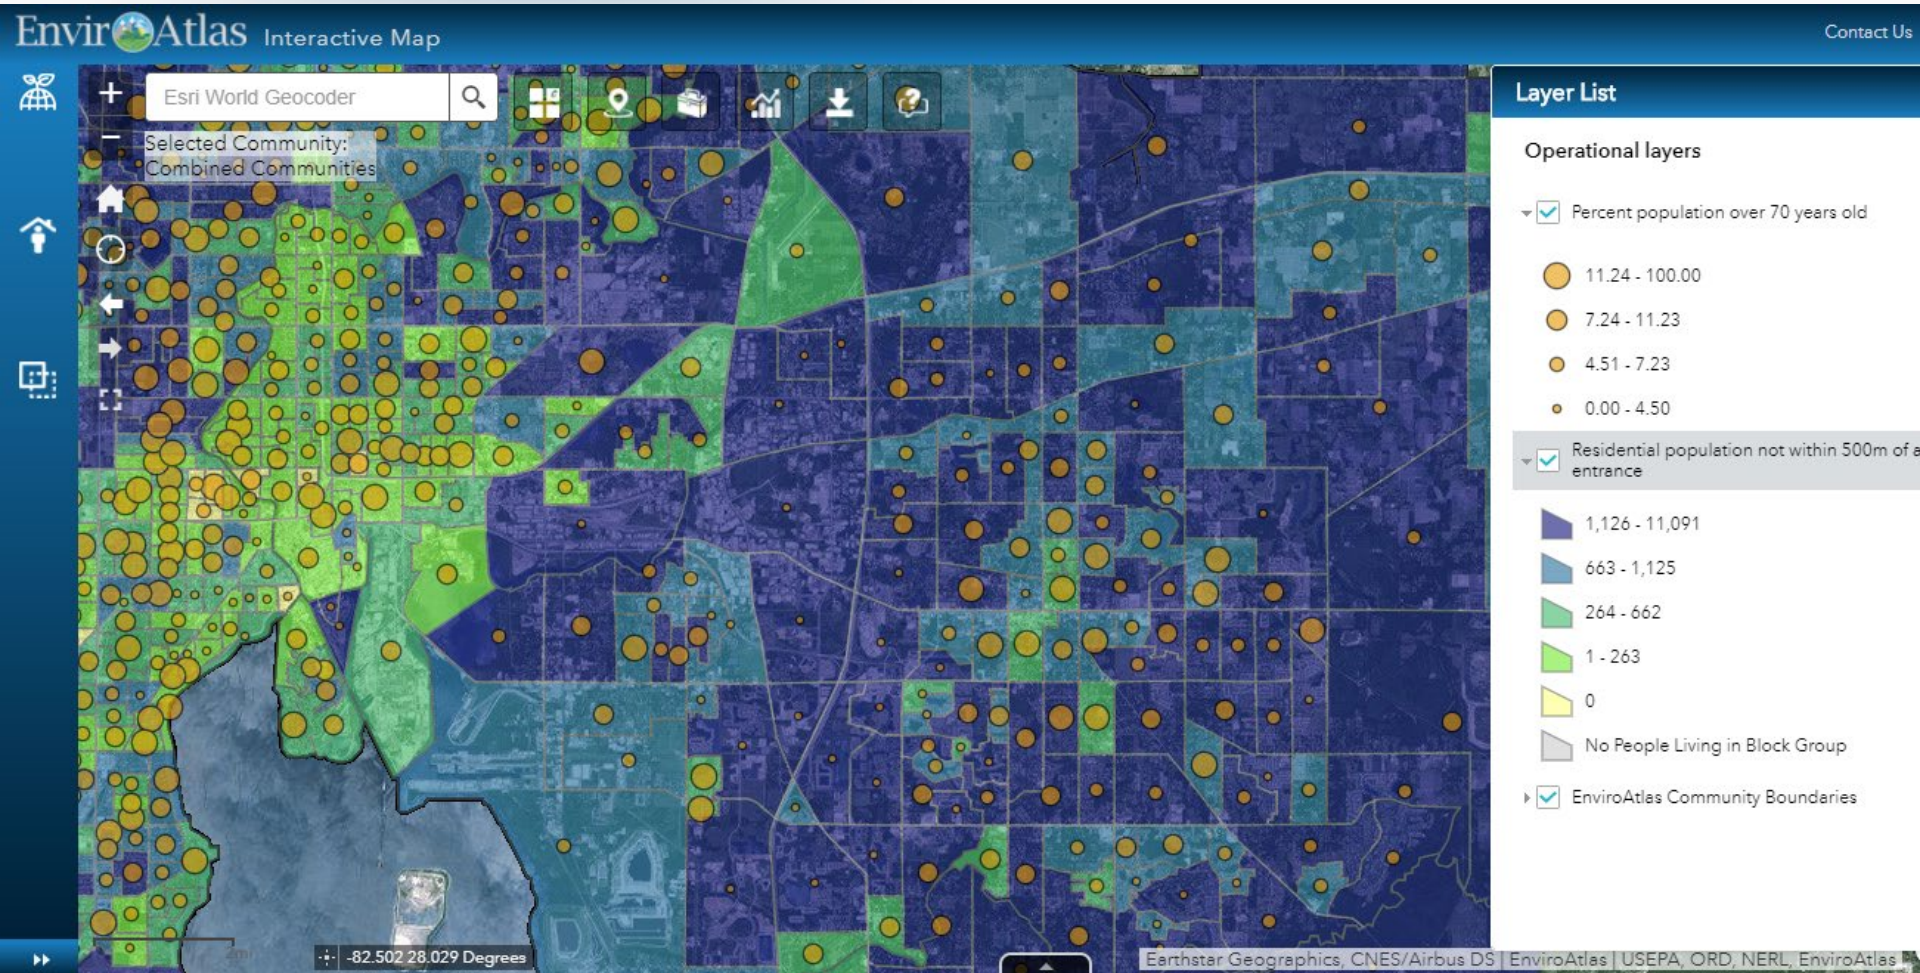 EnviroAtlas Interactive Map
Contact Us
Esri World Geocoder
Selected Community:
Combined Communities
Layer List
Operational layers
Percent population over 70 years old
11.24 - 100.00
7.24 - 11.23
4.51 - 7.23
0.00 - 4.50
Residential population not within 500m of a
entrance
1,126 - 11,091
663 - 1,125
264 - 662
1 - 263
0
No People Living in Block Group
EnviroAtlas Community Boundaries
2mi
-82.502 28.029 Degrees
Earthstar Geographics, CNES/Airbus DS | EnviroAtlas | USEPA, ORD, NERL, EnviroAtlas